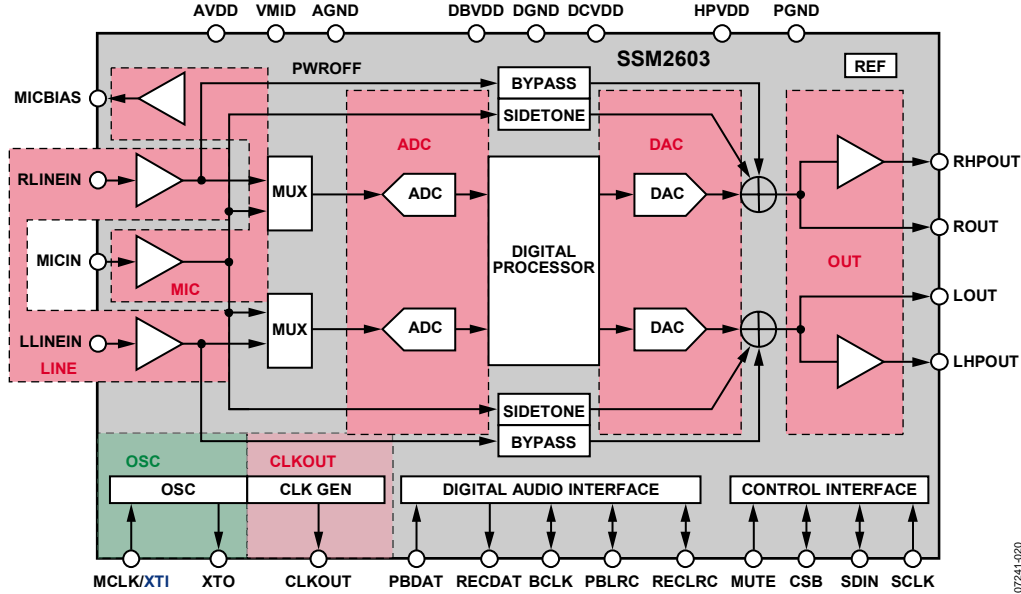 AVDD VMID AGND DBVDD DGND DCVDD HPVDD PGND
SSM2603
PWROFF
REF
BYPASS
SIDETONE
MICBIAS
ADC
DAC
RLINEIN
MUX
ADC
DAC
RHPOUT
ROUT
MICIN
MIC
DIGITAL
PROCESSOR
OUT
LOUT
LLINEIN
MUX
ADC
DAC
LHPOUT
LINE
SIDETONE
BYPASS
OSC
CLKOUT
OSC
CLK GEN
DIGITAL AUDIO INTERFACE
CONTROL INTERFACE
MCLK/XTI XTO CLKOUT PBDAT RECDAT BCLK PBLRC RECLRC MUTE CSB SDIN SCLK
07241-020